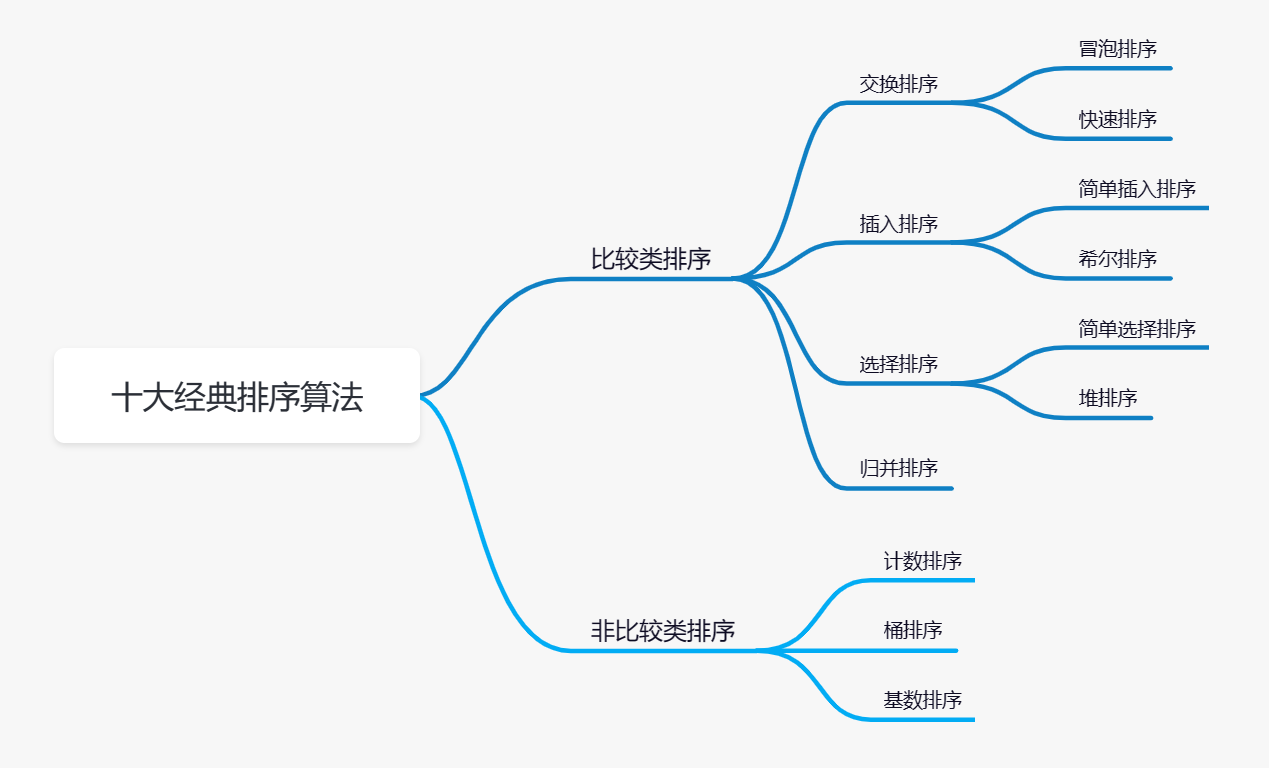 十大经典排序算法
比较类排序
交换排序
冒泡排序
快速排序
插入排序
简单插入排序
希尔排序
选择排序
简单选择排序
堆排序
归并排序
非比较类排序
计数排序
桶排序
基数排序